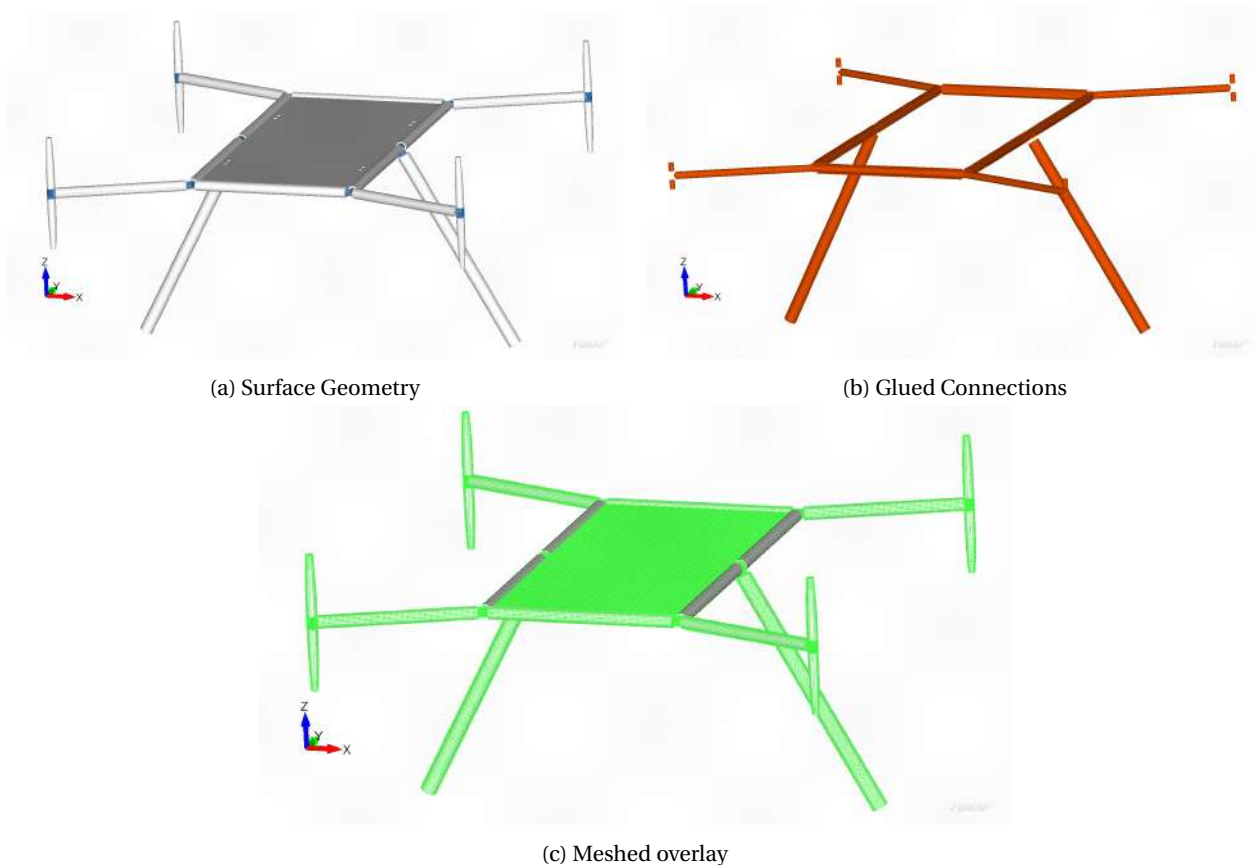 Z
Y
X
Z
Y
X
(a) Surface Geometry
(b) Glued Connections
Z
Y
X
(c) Meshed overlay